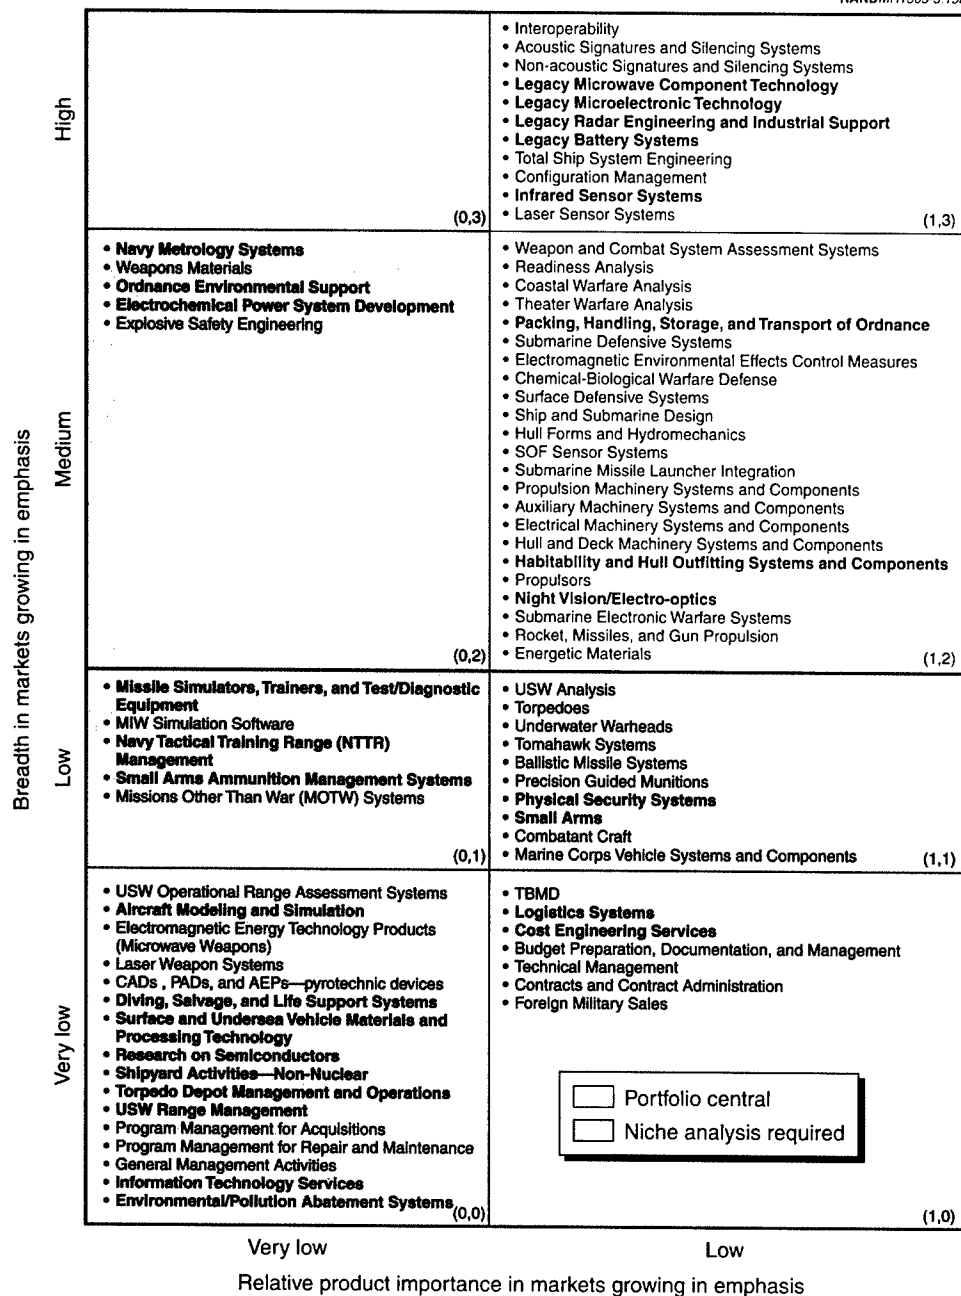 High
• Interoperability
• Acoustic Signatures and Silencing Systems
• Non-acoustic Signatures and Silencing Systems
• Legacy Microwave Component Technology
• Legacy Microelectronic Technology
• Legacy Radar Engineering and Industrial Support
• Legacy Battery Systems
• Total Ship System Engineering
• Configuration Management
• Infrared Sensor Systems
• Laser Sensor Systems
(0,3)
(1,3)
Medium
• Navy Metrology Systems
• Weapons Materials
• Ordnance Environmental Support
• Electrochemical Power System Development
• Explosive Safety Engineering
(0,2)
• Weapon and Combat System Assessment Systems
• Readiness Analysis
• Coastal Warfare Analysis
• Theater Warfare Analysis
• Packing, Handling, Storage, and Transport of Ordnance
• Submarine Defensive Systems
• Electromagnetic Environmental Effects Control Measures
• Chemical-Biological Warfare Defense
• Surface Defensive Systems
• Ship and Submarine Design
• Hull Forms and Hydromechanics
• SOF Sensor Systems
• Submarine Missile Launcher Integration
• Propulsion Machinery Systems and Components
• Auxiliary Machinery Systems and Components
• Electrical Machinery Systems and Components
• Hull and Deck Machinery Systems and Components
• Habitability and Hull Outfitting Systems and Components
• Propulsors
• Night Vision/Electro-optics
• Submarine Electronic Warfare Systems
• Rocket, Missiles, and Gun Propulsion
• Energetic Materials
(1,2)
Breadth in markets growing in emphasis
Low
• Missile Simulators, Trainers, and Test/Diagnostic
Equipment
• MIW Simulation Software
• Navy Tactical Training Range (NTTR)
Management
• Small Arms Ammunition Management Systems
• Missions Other Than War (MOTW) Systems
(0,1)
• USW Analysis
• Torpedoes
• Underwater Warheads
• Tomahawk Systems
• Ballistic Missile Systems
• Precision Guided Munitions
• Physical Security Systems
• Small Arms
• Combatant Craft
• Marine Corps Vehicle Systems and Components
(1,1)
Very low
• USW Operational Range Assessment Systems
• Aircraft Modeling and Simulation
• Electromagnetic Energy Technology Products
(Microwave Weapons)
• Laser Weapon Systems
• CADs , PADs, and AEPs—pyrotechnic devices
• Diving, Salvage, and Life Support Systems
• Surface and Undersea Vehicle Materials and
Processing Technology
• Research on Semiconductors
• Shipyard Activities—Non-Nuclear
• Torpedo Depot Management and Operations
• USW Range Management
• Program Management for Acquisitions
• Program Management for Repair and Maintenance
• General Management Activities
• Information Technology Services
• Environmental/Pollution Abatement Systems
(0,0)
• TBMD
• Logistics Systems
• Cost Engineering Services
• Budget Preparation, Documentation, and Management
• Technical Management
• Contracts and Contract Administration
• Foreign Military Sales
Portfolio central
Niche analysis required
(1,0)
Very low
Low
Relative product importance in markets growing in emphasis